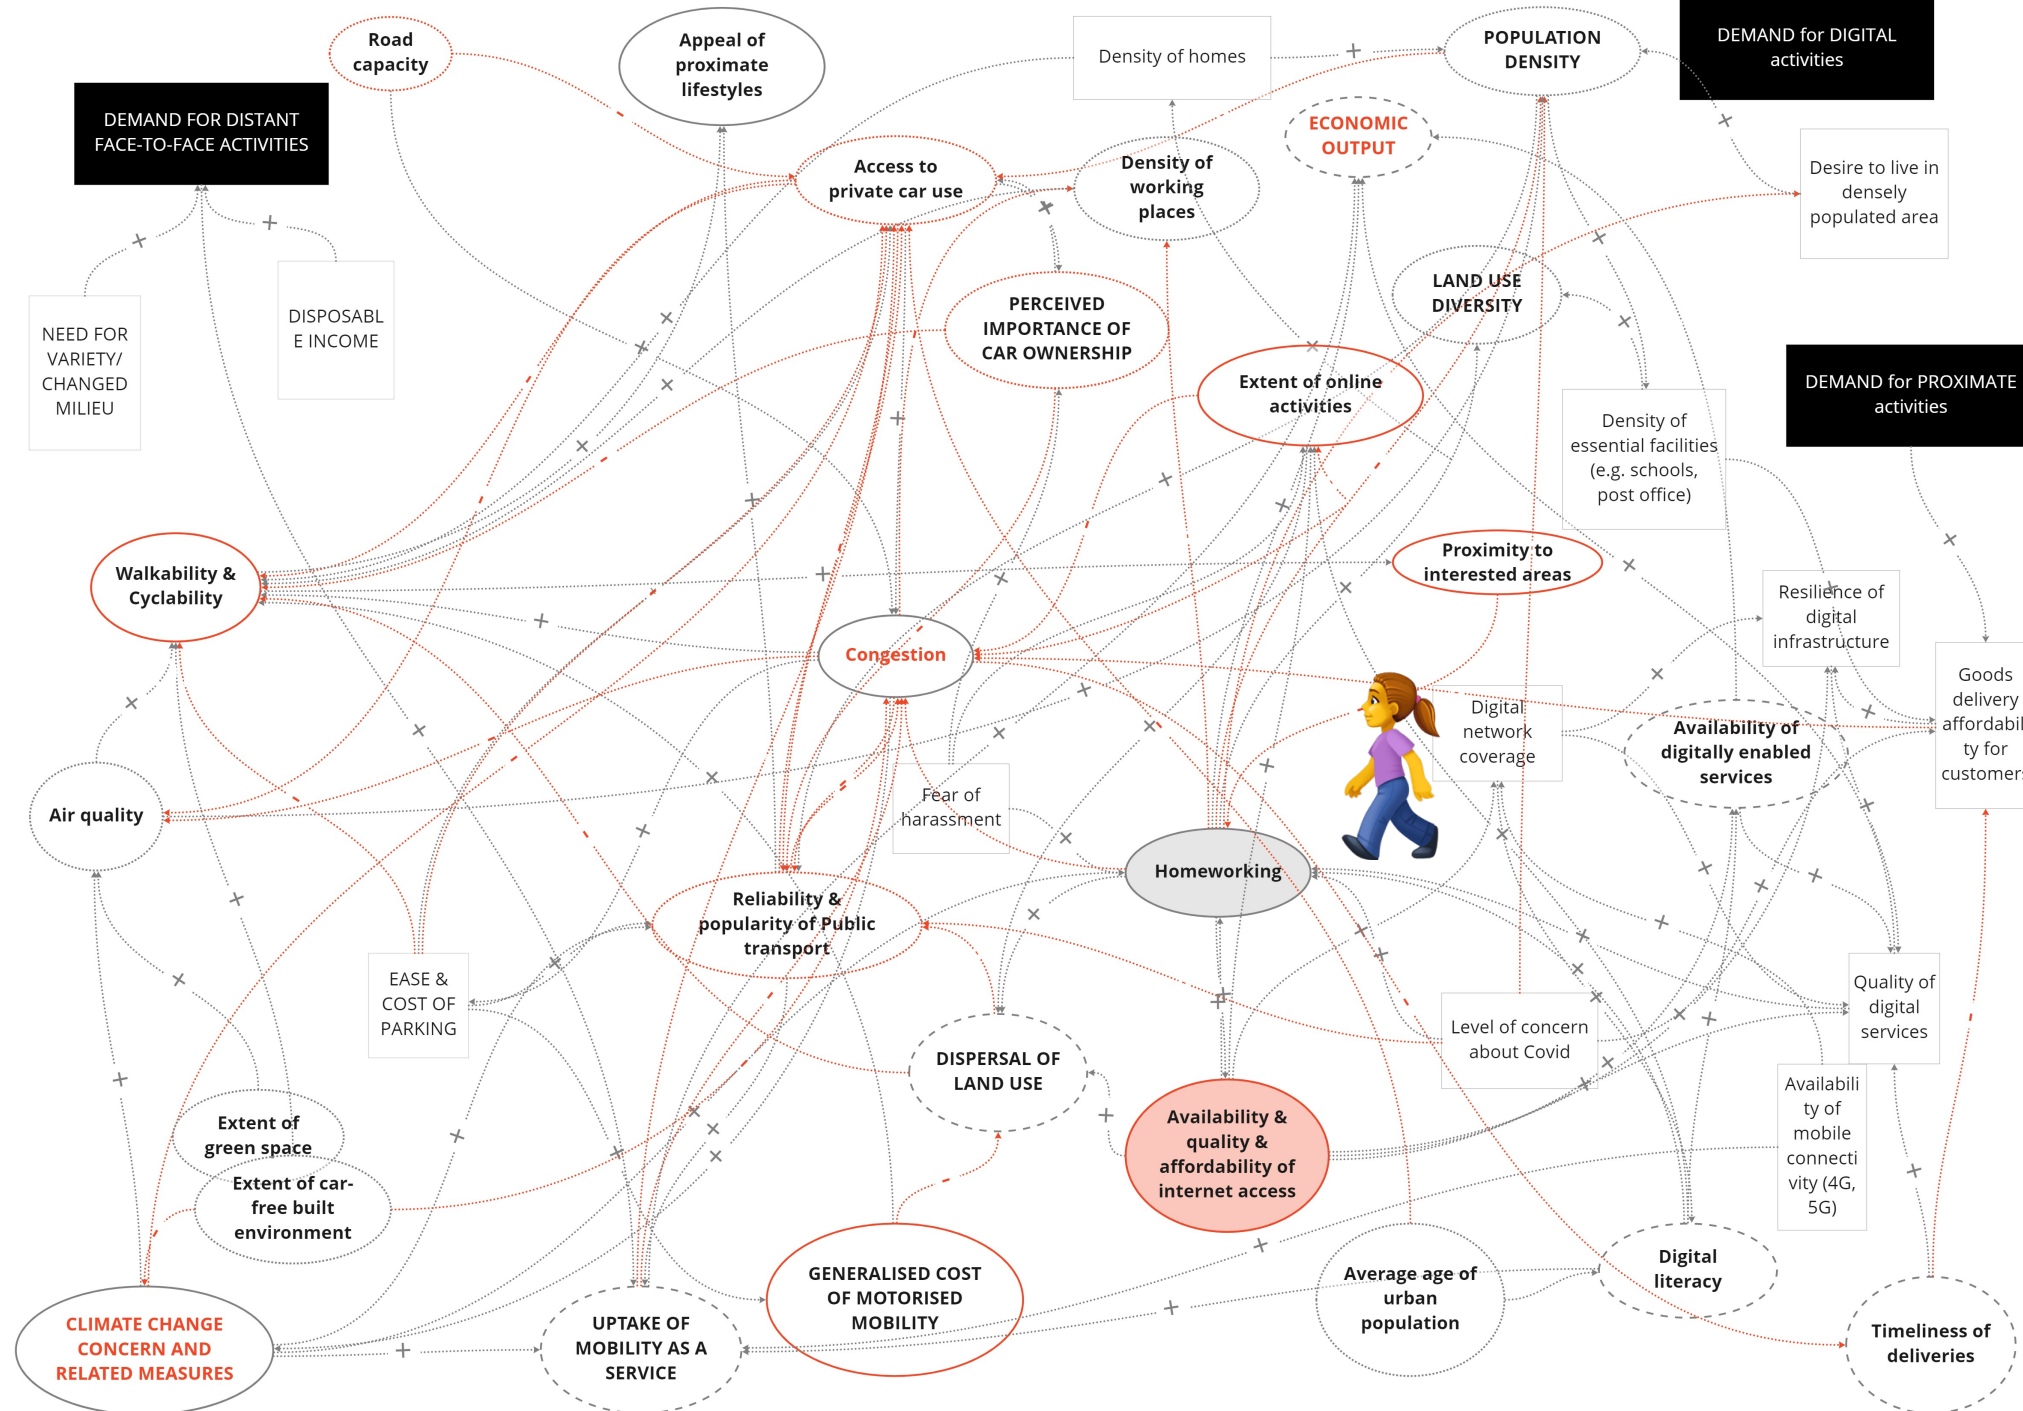 Road
capacity
Appeal of
proximate
lifestyles
Density of homes
POPULATION
DENSITY
DEMAND for DIGITAL
activities
DEMAND FOR DISTANT
FACE-TO-FACE ACTIVITIES
ECONOMIC
OUTPUT
Access to
private car use
Density of
working
places
Desire to live in
densely
populated area
NEED FOR
VARIETY/
CHANGED
MILIEU
DISPOSABL
E INCOME
PERCEIVED
IMPORTANCE OF
CAR OWNERSHIP
LAND USE
DIVERSITY
Extent of online
activities
DEMAND for PROXIMATE
activities
Density of
essential facilities
(e.g. schools,
post office)
Walkability &
Cyclability
Proximity to
interested areas
Resilience of
digital
infrastructure
Congestion
Goods
delivery
affordabili
ty for
customers
Digital
network
coverage
Availability of
digitally enabled
services
Air quality
Fear of
harassment
Homeworking
Reliability &
popularity of Public
transport
EASE &
COST OF
PARKING
Quality of
digital
services
Level of concern
about Covid
DISPERSAL OF
LAND USE
Availability &
quality &
affordability of
internet access
Availabili
ty of
mobile
connecti
vity (4G,
5G)
Extent of
green space
Extent of car-
free built
environment
CLIMATE CHANGE
CONCERN AND
RELATED MEASURES
UPTAKE OF
MOBILITY AS A
SERVICE
GENERALISED COST
OF MOTORISED
MOBILITY
Average age of
urban
population
Digital
literacy
Timeliness of
deliveries